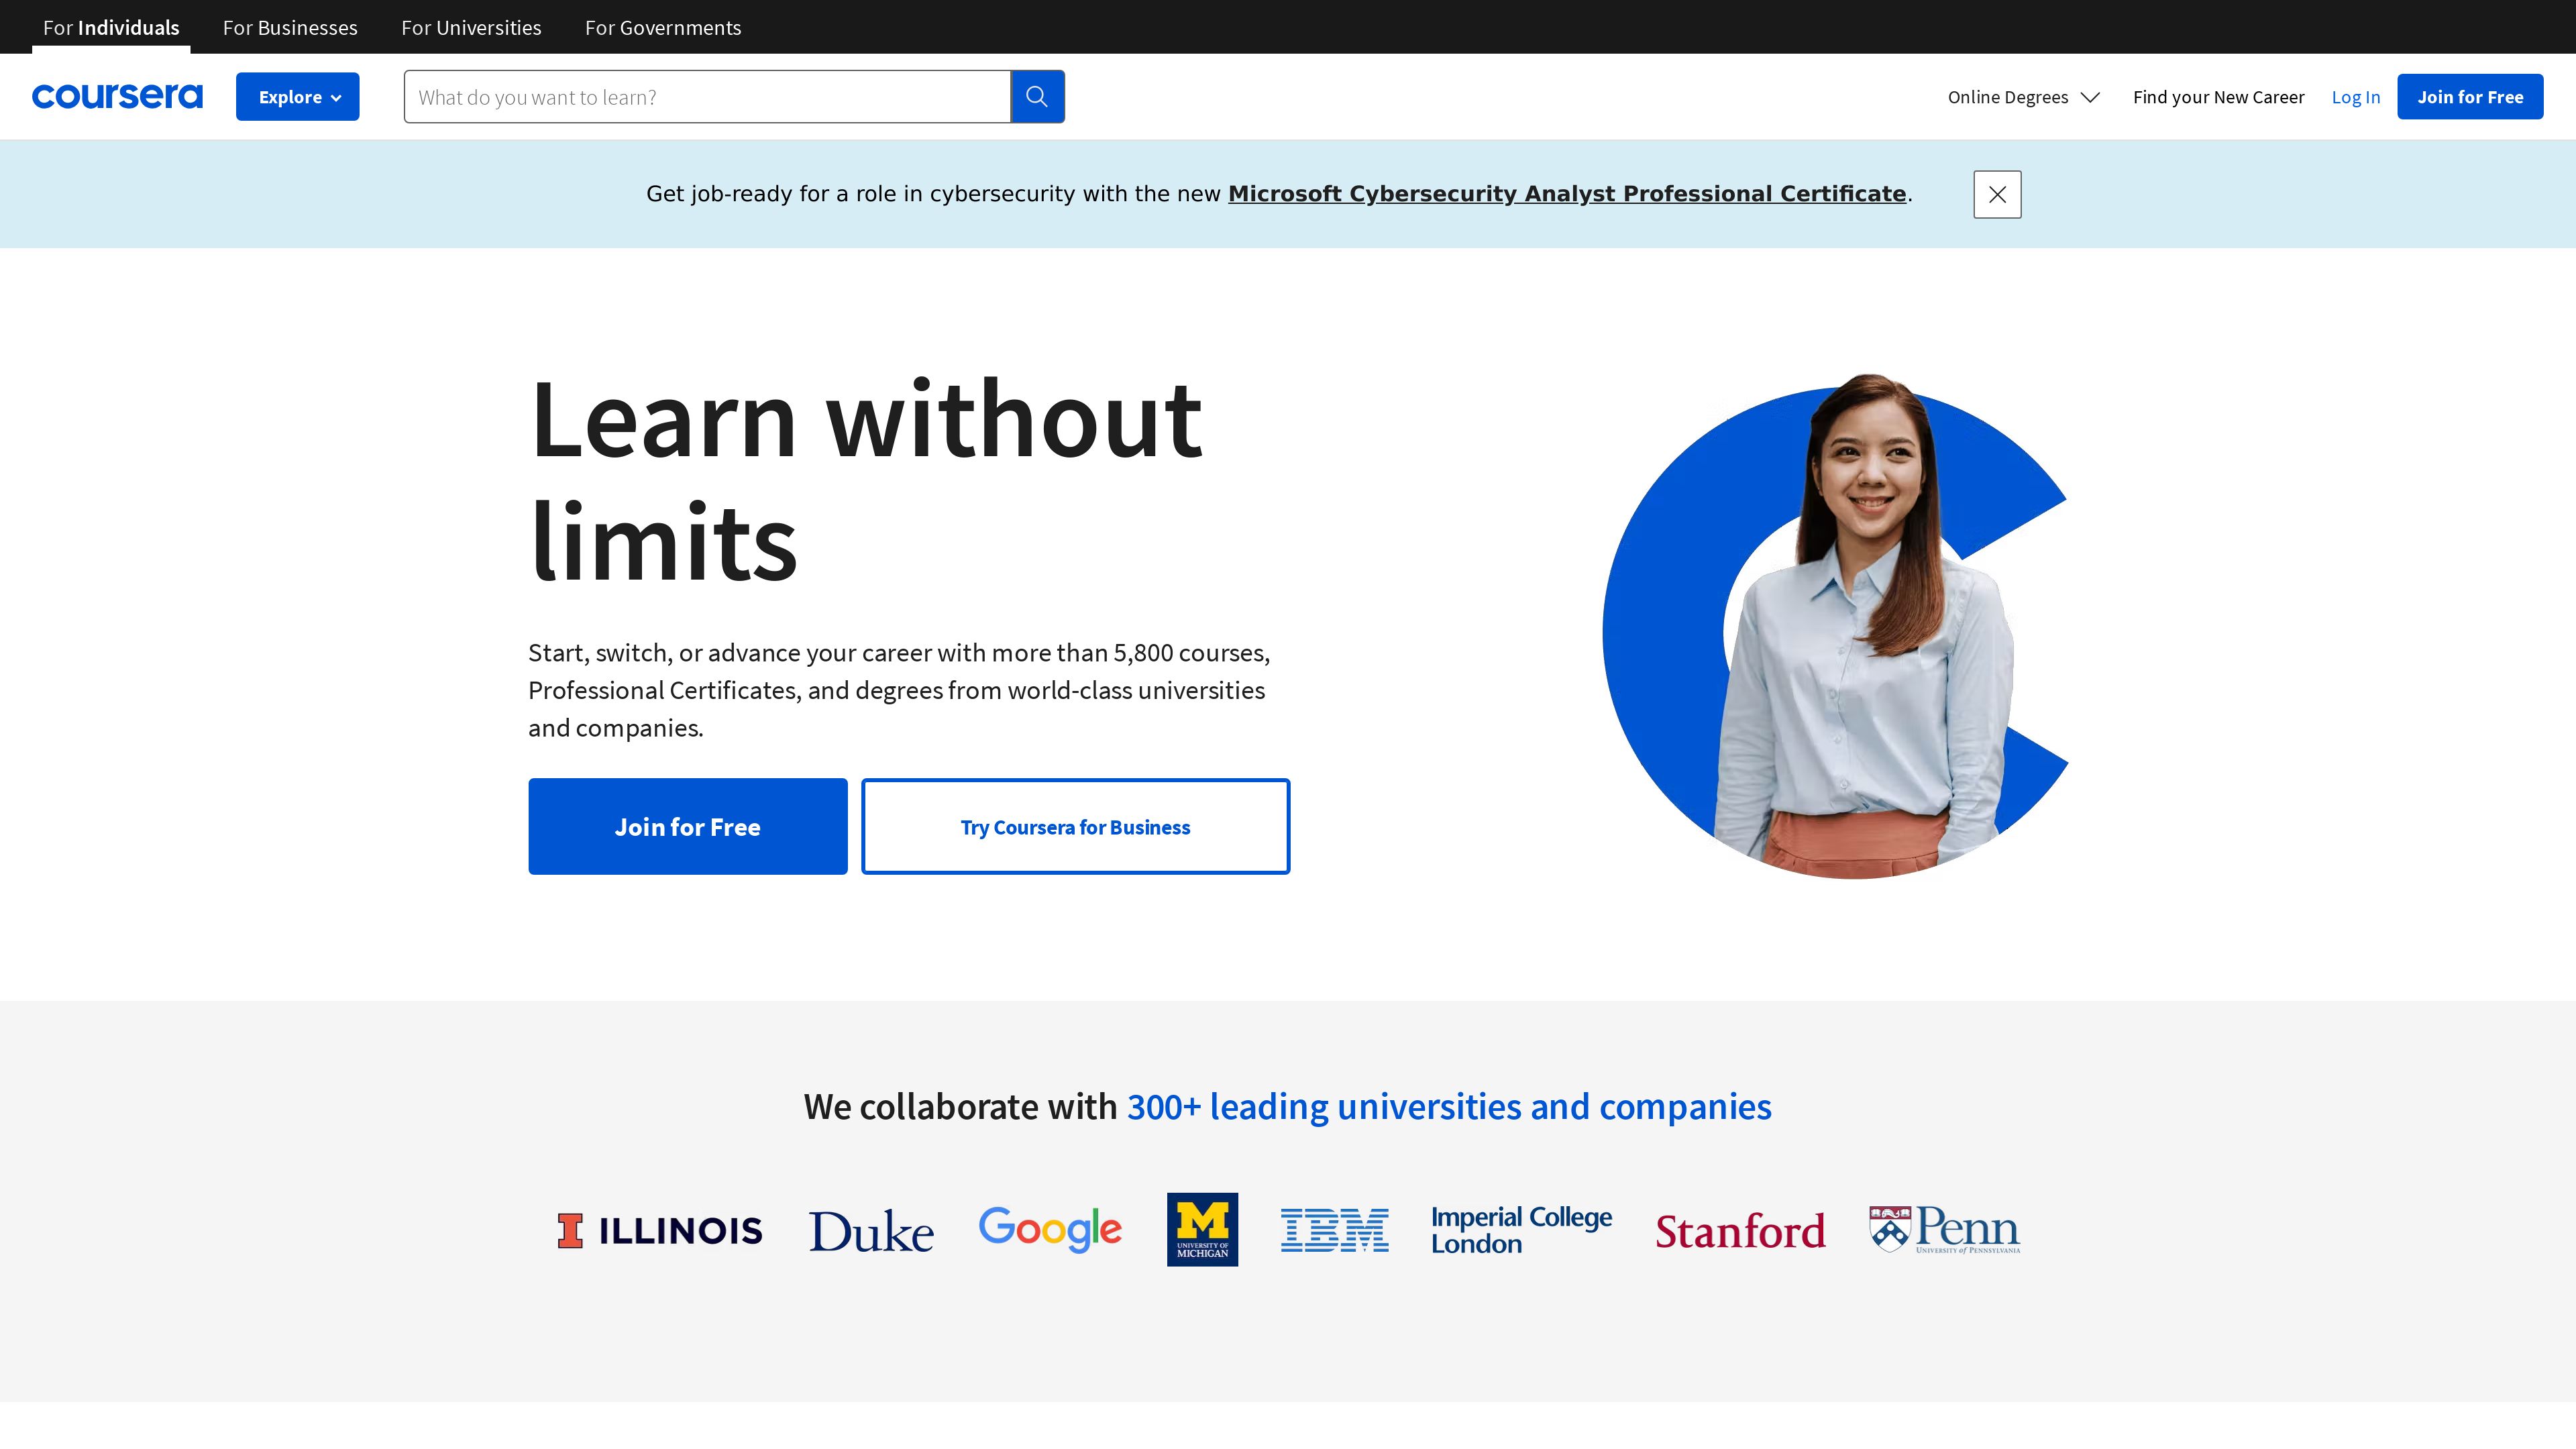 For Individuals For Businesses For Universities For Governments
coursera Explore What do you want to learn? Online Degrees Find your New Career Log In Join for Free
Get job-ready for a role in cybersecurity with the new Microsoft Cybersecurity Analyst Professional Certificate.
Learn without
limits
Start, switch, or advance your career with more than 5,800 courses,
Professional Certificates, and degrees from world-class universities
and companies.
Join for Free Try Coursera for Business
We collaborate with 300+ leading universities and companies
I ILLINOIS Duke Google M UNIVERSITY OF MICHIGAN IBM Imperial College London Stanford Penn UNIVERSITY of PENNSYLVANIA